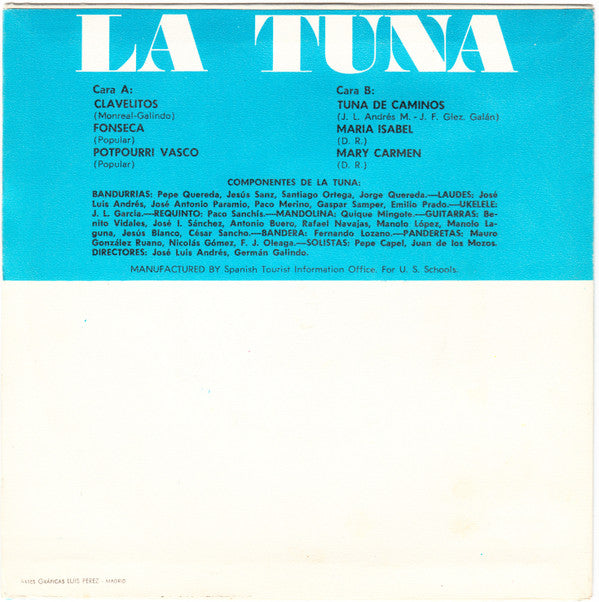 LA TUNA
Cara A:
CLAVELITOS
(Monreal-Galindo)
FONSECA
(Popular)
POTPOURRI VASCO
(Popular)
Cara B:
TUNA DE CAMINOS
(J. L. Andrés M. - J. F. Glez. Galán)
MARIA ISABEL
(D. R.)
MARY CARMEN
(D. R.)
COMPONENTES DE LA TUNA:
BANDURRIAS: Pepe Quereda, Jesús Sanz, Santiago Ortega, Jorge Quereda.—LAUDES: José
Luis Andrés, José Antonio Paramio, Paco Merino, Gaspar Samper, Emilio Prado.—UKELELE:
J. L. García.—REQUINTO: Paco Sanchís.—MANDOLINA: Quique Mingote.—GUITARRAS: Be-
nito Vidales, José I. Sánchez, Antonio Buero, Rafael Navajas, Manolo López, Manolo La-
guna, Jesús Blanco, César Sancho.—BANDERA: Fernando Lozano.—PANDERETAS: Mauro
González Ruano, Nicolás Gómez, F. J. Oleaga.—SOLISTAS: Pepe Capel, Juan de los Mozos.
DIRECTORES: José Luis Andrés, Germán Galindo.
MANUFACTURED BY Spanish Tourist Information Office. For U. S. Schools.
ARTES GRÁFICAS LUIS PEREZ - MADRID